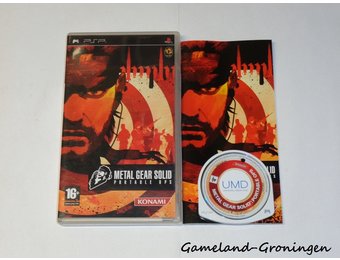 PSP
METAL GEAR SOLID
PORTABLE OPS
16+
KONAMI
UMD
METAL GEAR SOLID: PORTABLE OPS
Gameland-Groningen